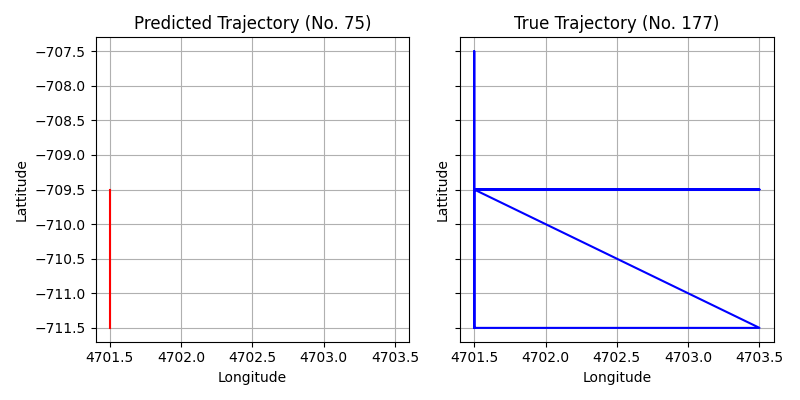 Predicted Trajectory (No. 75)
−707.5
−708.0
−708.5
−709.0
−709.5
−710.0
−710.5
−711.0
−711.5
Lattitude
4701.5 4702.0 4702.5 4703.0 4703.5
Longitude
True Trajectory (No. 177)
Lattitude
4701.5 4702.0 4702.5 4703.0 4703.5
Longitude